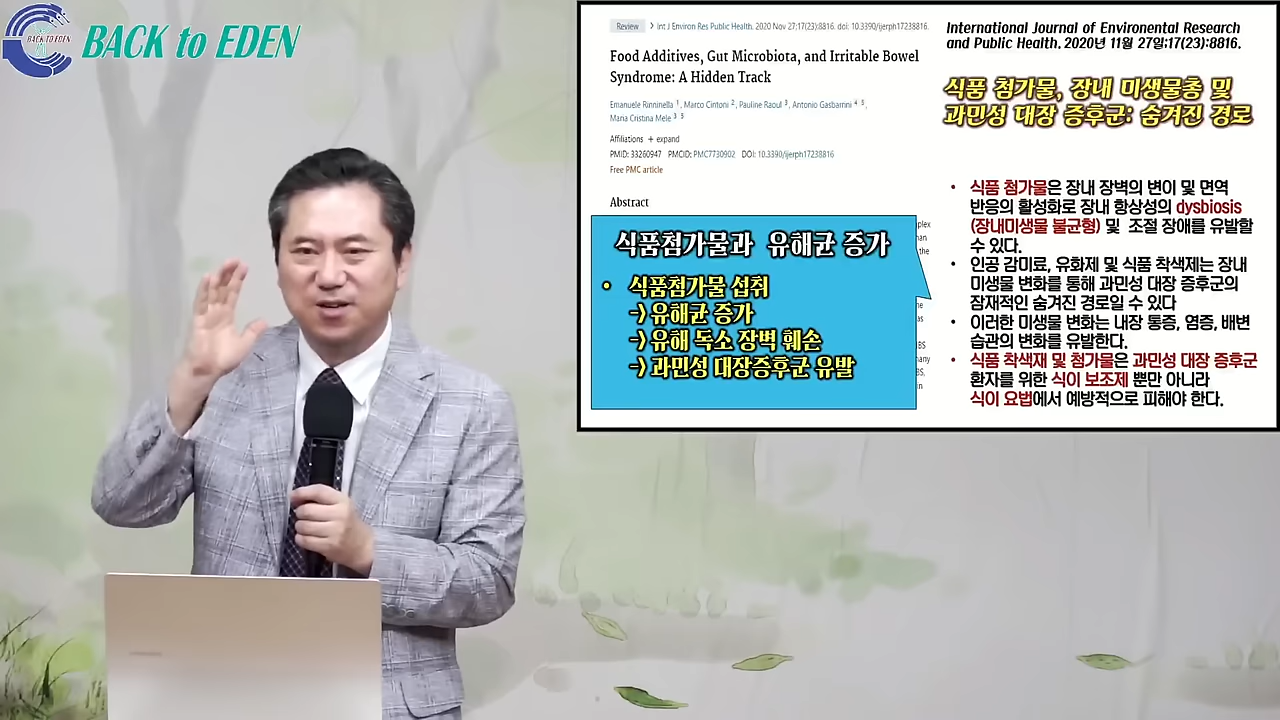 BACK TO EDEN
BACK to EDEN
Review > Int J Environ Res Public Health. 2020 Nov 27;17(23):8816. doi: 10.3390/ijerph17238816.
Food Additives, Gut Microbiota, and Irritable Bowel
Syndrome: A Hidden Track
Emanuele Rinninella 1, Marco Cintoni 2, Pauline Raoul 3, Antonio Gasbarrini 4 5,
Maria Cristina Mele 3 5
Affiliations + expand
PMID: 33260947 PMCID: PMC7730902 DOI: 10.3390/ijerph17238816
Free PMC article
Abstract
식품첨가물과 유해균 증가
• 식품첨가물 섭취
-> 유해균 증가
-> 유해 독소 장벽 훼손
-> 과민성 대장증후군 유발
International Journal of Environental Research
and Public Health. 2020년 11월 27일;17(23):8816.
식품 첨가물, 장내 미생물총 및
과민성 대장 증후군: 숨겨진 경로
• 식품 첨가물은 장내 장벽의 변이 및 면역
반응의 활성화로 장내 항상성의 dysbiosis
(장내미생물 불균형) 및 조절 장애를 유발할
수 있다.
• 인공 감미료, 유화제 및 식품 착색제는 장내
미생물 변화를 통해 과민성 대장 증후군의
잠재적인 숨겨진 경로일 수 있다
• 이러한 미생물 변화는 내장 통증, 염증, 배변
습관의 변화를 유발한다.
• 식품 착색재 및 첨가물은 과민성 대장 증후군
환자를 위한 식이 보조제 뿐만 아니라
식이 요법에서 예방적으로 피해야 한다.